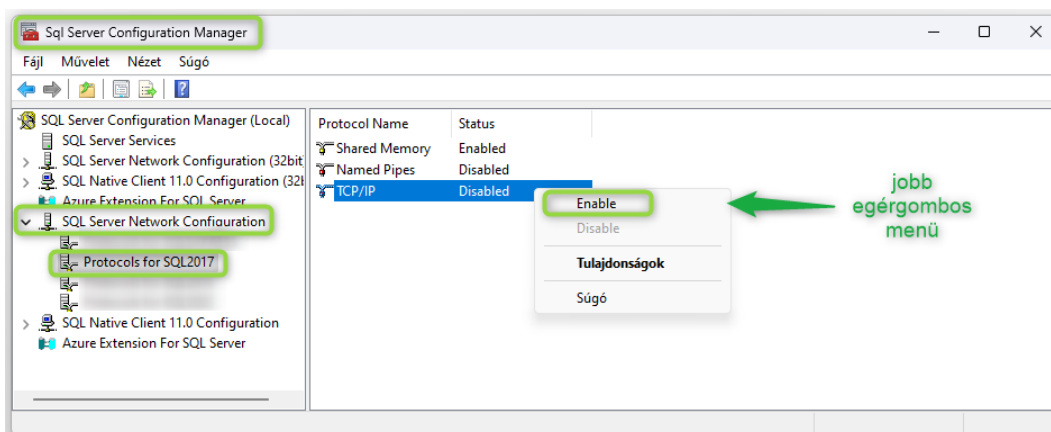 Sql Server Configuration Manager
Fájl Művelet Nézet Súgó
SQL Server Configuration Manager (Local)
SQL Server Services
SQL Server Network Configuration (32bit
SQL Native Client 11.0 Configuration (32b
Azure Extension For SQL Server
SQL Server Network Configuration
Protocols for SQL2017
SQL Native Client 11.0 Configuration
Azure Extension For SQL Server
Protocol Name Status
Shared Memory Enabled
Named Pipes Disabled
TCP/IP Disabled
Enable
Disable
Tulajdonságok
Súgó
jobb
egérgombos
menü